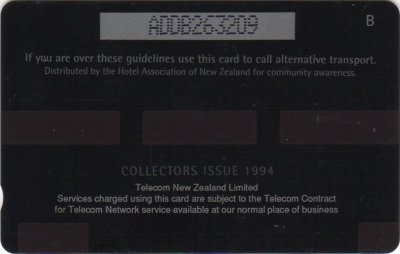 ADDB263209
B
If you are over these guidelines use this card to call alternative transport.
Distributed by the Hotel Association of New Zealand for community awareness.
COLLECTORS ISSUE 1994
Telecom New Zealand Limited
Services charged using this card are subject to the Telecom Contract
for Telecom Network service available at our normal place of business